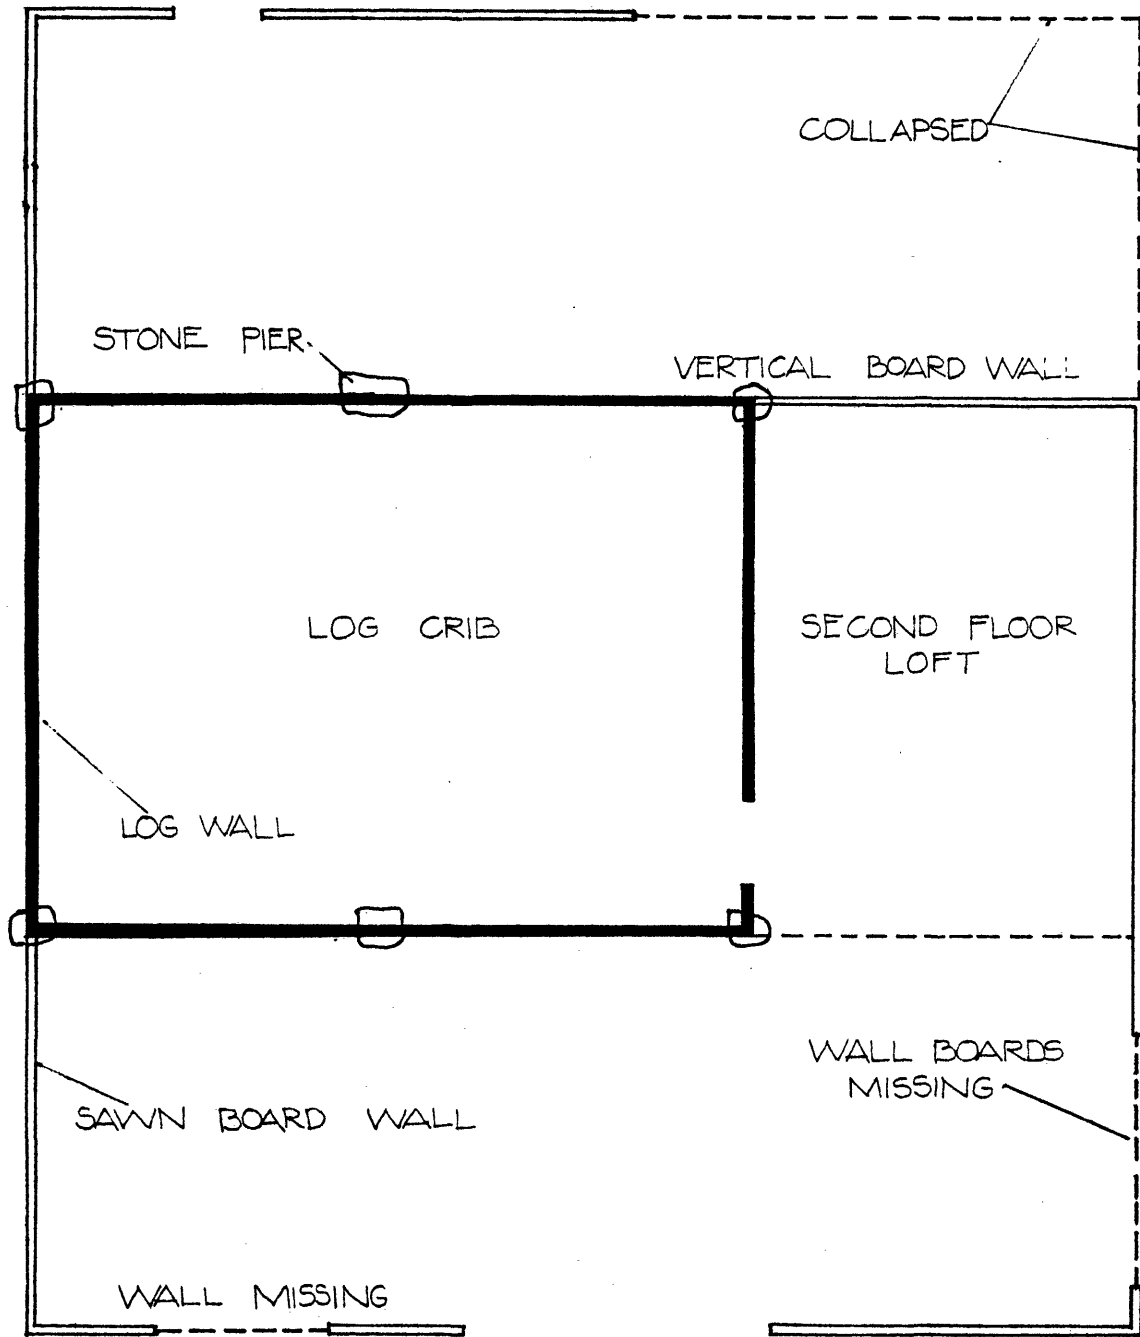 COLLAPSED
STONE PIER
VERTICAL BOARD WALL
LOG CRIB
SECOND FLOOR
LOFT
LOG WALL
WALL BOARDS
MISSING
SAWN BOARD WALL
WALL MISSING